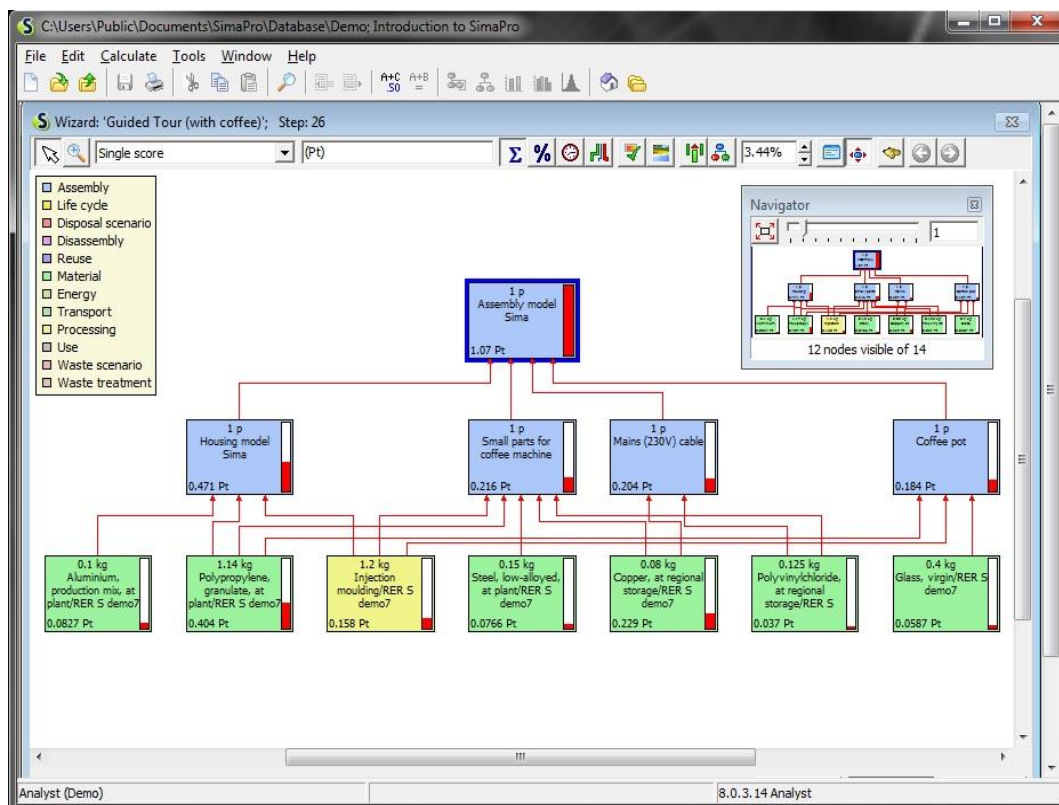 C:\Users\Public\Documents\SimaPro\Database\Demo; Introduction to SimaPro
File Edit Calculate Tools Window Help
A+C
SO
A+B
=
Wizard: 'Guided Tour (with coffee)'; Step: 26
Single score
(Pt)
Σ
%
3.44%
Assembly
Life cycle
Disposal scenario
Disassembly
Reuse
Material
Energy
Transport
Processing
Use
Waste scenario
Waste treatment
Navigator
1
12 nodes visible of 14
1 p
Assembly model
Sima
1.07 Pt
1 p
Housing model
Sima
0.471 Pt
1 p
Small parts for
coffee machine
0.216 Pt
1 p
Mains (230V) cable
0.204 Pt
1 p
Coffee pot
0.184 Pt
0.1 kg
Aluminium,
production mix, at
plant/RER S demo7
0.0827 Pt
1.14 kg
Polypropylene,
granulate, at
plant/RER S demo7
0.404 Pt
1.2 kg
Injection
moulding/RER S
demo7
0.158 Pt
0.15 kg
Steel, low-alloyed,
at plant/RER S
demo7
0.0766 Pt
0.08 kg
Copper, at regional
storage/RER S
demo7
0.229 Pt
0.125 kg
Polyvinylchloride,
at regional
storage/RER S
0.037 Pt
0.4 kg
Glass, virgin/RER S
demo7
0.0587 Pt
Analyst (Demo)
8.0.3.14 Analyst